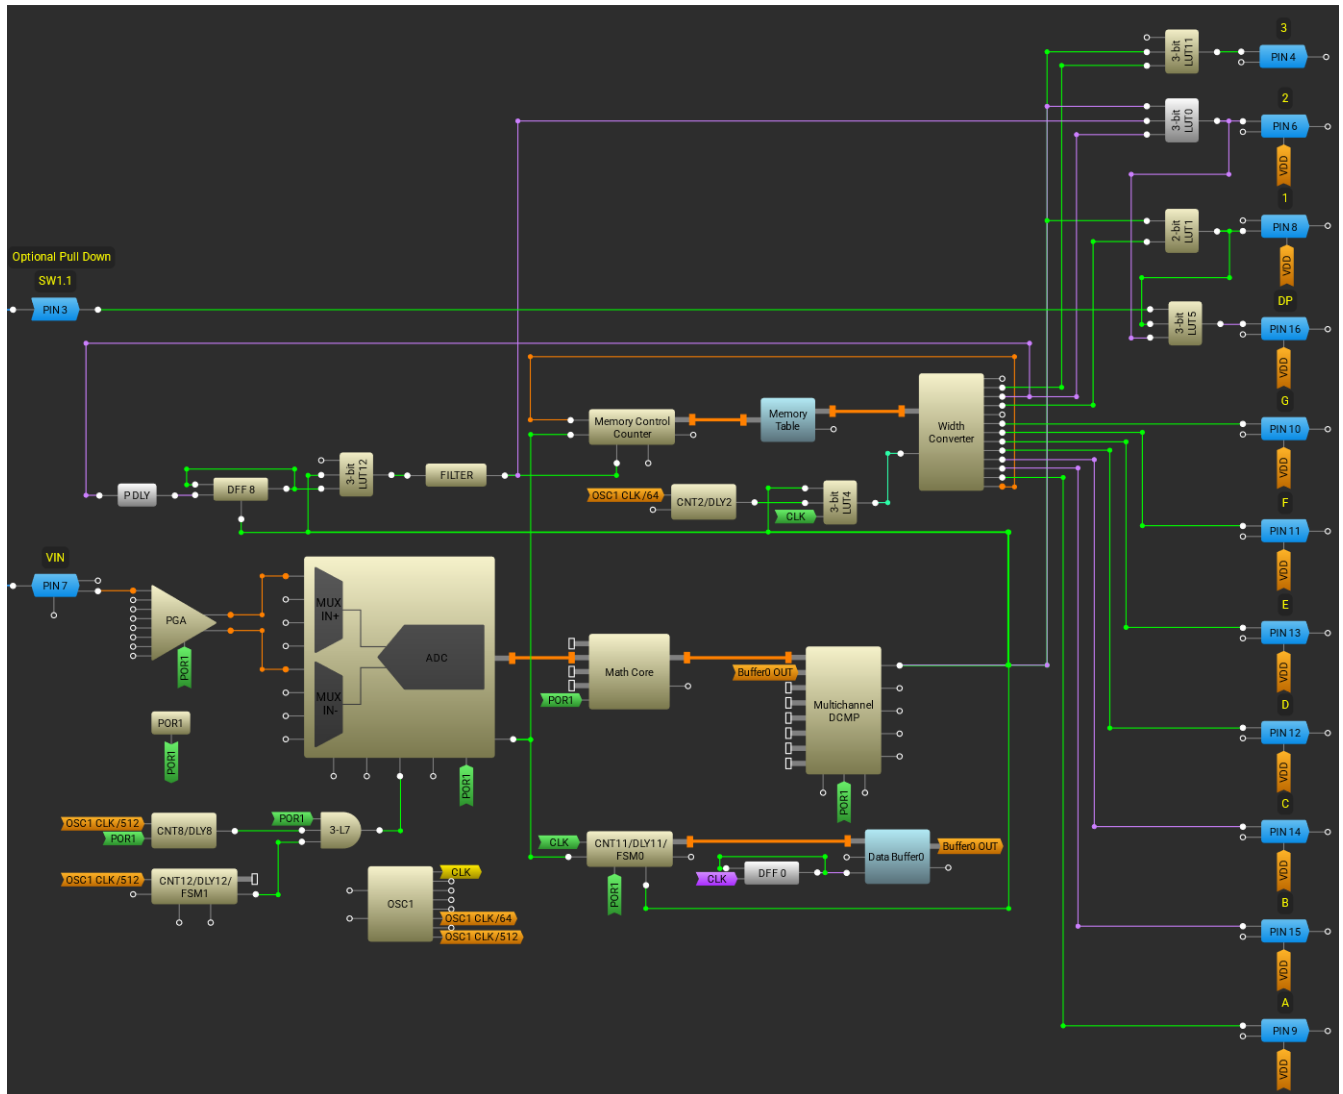 3
3-bit
LUT11
PIN 4
2
3-bit
LUT0
PIN 6
VDD
1
2-bit
LUT1
PIN 8
VDD
Optional Pull Down
SW1.1
PIN 3
DP
3-bit
LUT5
PIN 16
VDD
G
Memory Control
Counter
Memory
Table
Width
Converter
PIN 10
VDD
P DLY
DFF 8
3-bit
LUT12
FILTER
OSC1 CLK /64
CNT2/DLY2
CLK
3-bit
LUT4
F
PIN 11
VDD
VIN
PIN 7
PGA
POR1
MUX
IN+
MUX
IN-
ADC
POR1
Math Core
POR1
Buffer0 OUT
Multichannel
DCMP
POR1
E
PIN 13
VDD
D
PIN 12
VDD
POR1
POR1
C
PIN 14
VDD
OSC1 CLK /512
POR1
CNT8/DLY8
POR1
3-L7
OSC1 CLK /512
CNT12/DLY12/
FSM1
OSC1
CLK
OSC1 CLK /64
OSC1 CLK /512
CLK
CNT11/DLY11/
FSM0
POR1
CLK
DFF 0
Data Buffer0
Buffer0 OUT
B
PIN 15
VDD
A
PIN 9
VDD